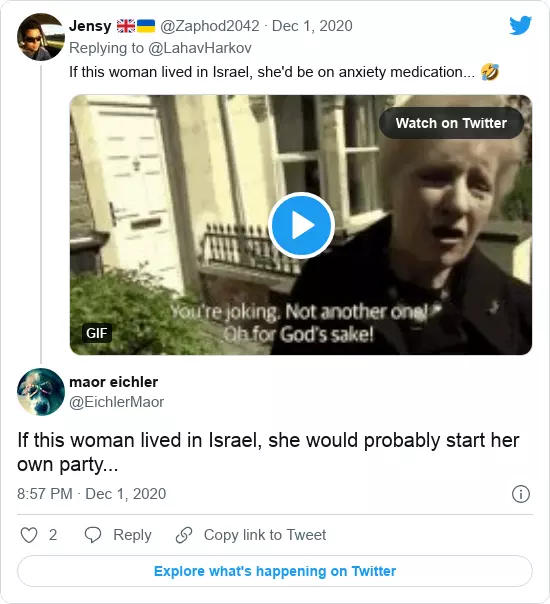 Jensy 🇬🇧🇺🇦 @Zaphod2042 · Dec 1, 2020
Replying to @LahavHarkov
If this woman lived in Israel, she'd be on anxiety medication... 🤣
Watch on Twitter
You're joking. Not another one!
Oh for God's sake!
GIF
maor eichler
@EichlerMaor
If this woman lived in Israel, she would probably start her
own party...
8:57 PM · Dec 1, 2020
2 Reply Copy link to Tweet
Explore what's happening on Twitter